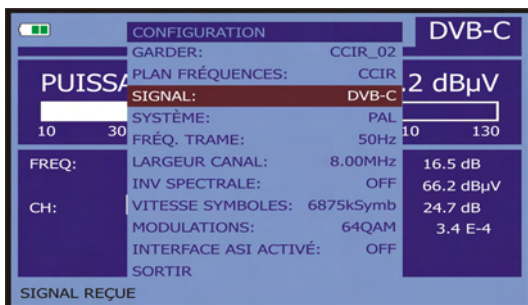 CONFIGURATION
DVB-C
GARDER: CCIR_02
PLAN FRÉQUENCES: CCIR
PUISSA .2 dBµV
SIGNAL: DVB-C
SYSTÈME: PAL
10 30 10 130
FRÉQ. TRAME: 50Hz
FREQ: LARGEUR CANAL: 8.00MHz 16.5 dB
INV SPECTRALE: OFF 66.2 dBµV
CH: VITESSE SYMBOLES: 6875kSymb 24.7 dB
MODULATIONS: 64QAM 3.4 E-4
INTERFACE ASI ACTIVÉ: OFF
SORTIR
SIGNAL REÇUE